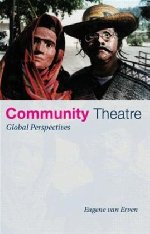 Community Theatre
Global Perspectives
Eugene van Erven